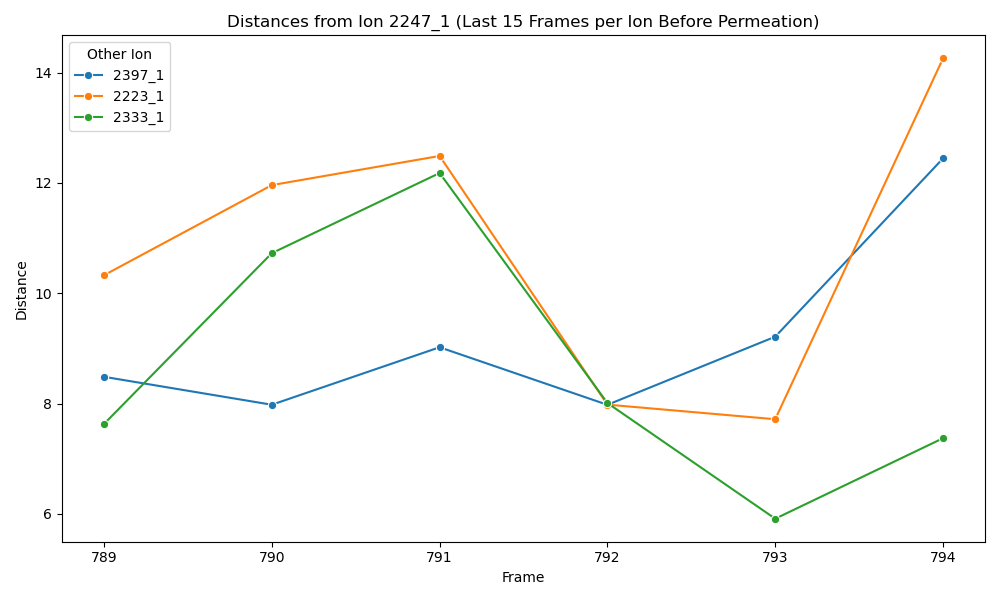 Distances from Ion 2247_1 (Last 15 Frames per Ion Before Permeation)
Other Ion
2397_1
2223_1
2333_1
Distance
14
12
10
8
6
789 790 791 792 793 794
Frame